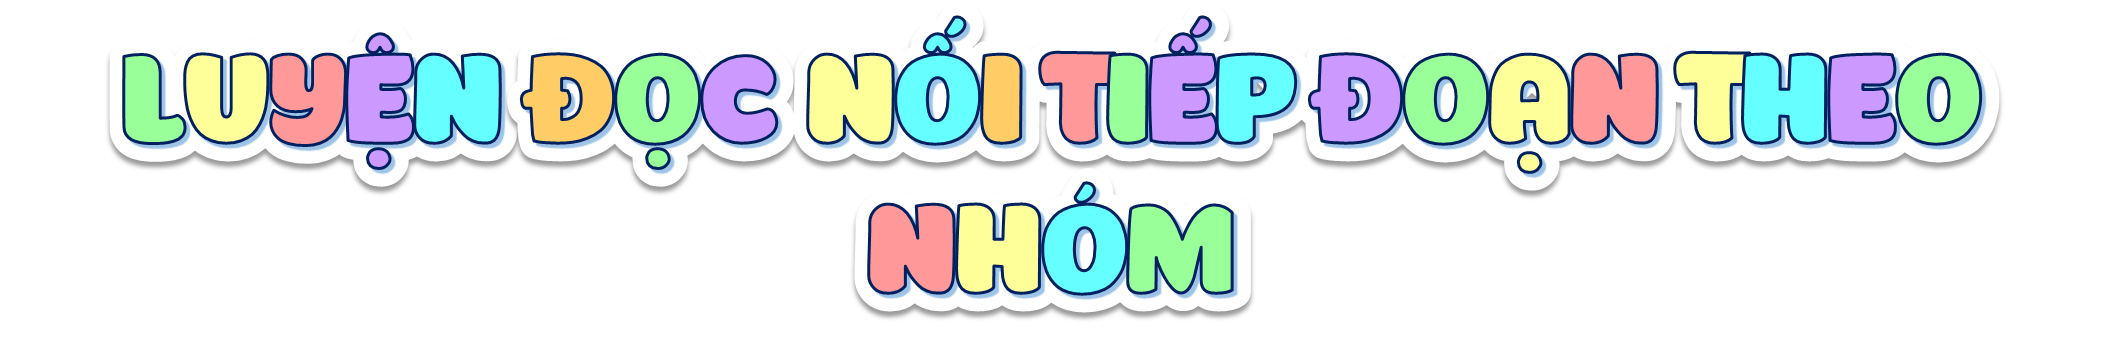 LUYỆN ĐỌC NỐI TIẾP ĐOẠN THEO
NHÓM